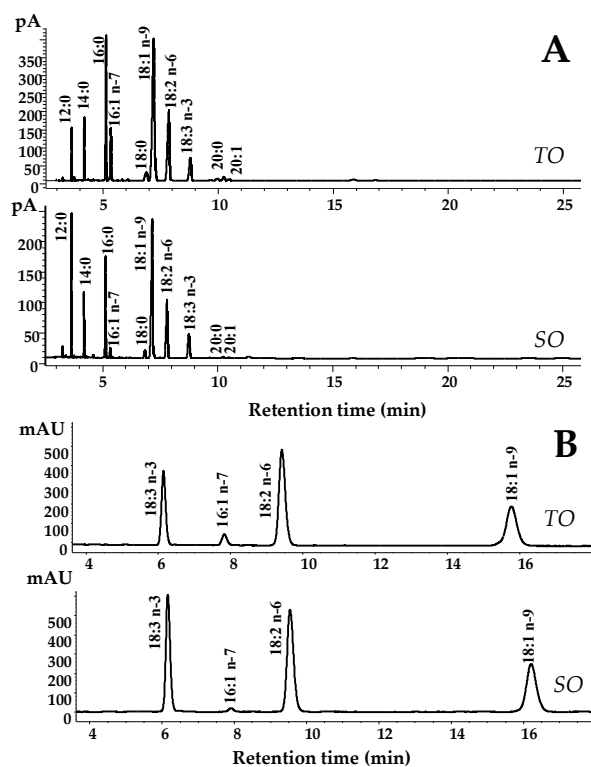 pA
A
350
300
250
200
150
100
50
0
12:0
14:0
16:0
16:1 n-7
18:0
18:1 n-9
18:2 n-6
18:3 n-3
20:0
20:1
TO
5 10 15 20 25
pA
200
150
100
50
0
12:0
14:0
16:0
16:1 n-7
18:0
18:1 n-9
18:2 n-6
18:3 n-3
20:0
20:1
SO
5 10 15 20 25
Retention time (min)
mAU
B
500
400
300
200
100
0
18:3 n-3
16:1 n-7
18:2 n-6
18:1 n-9
TO
4 6 8 10 12 14 16
mAU
500
400
300
200
100
0
18:3 n-3
16:1 n-7
18:2 n-6
18:1 n-9
SO
4 6 8 10 12 14 16
Retention time (min)